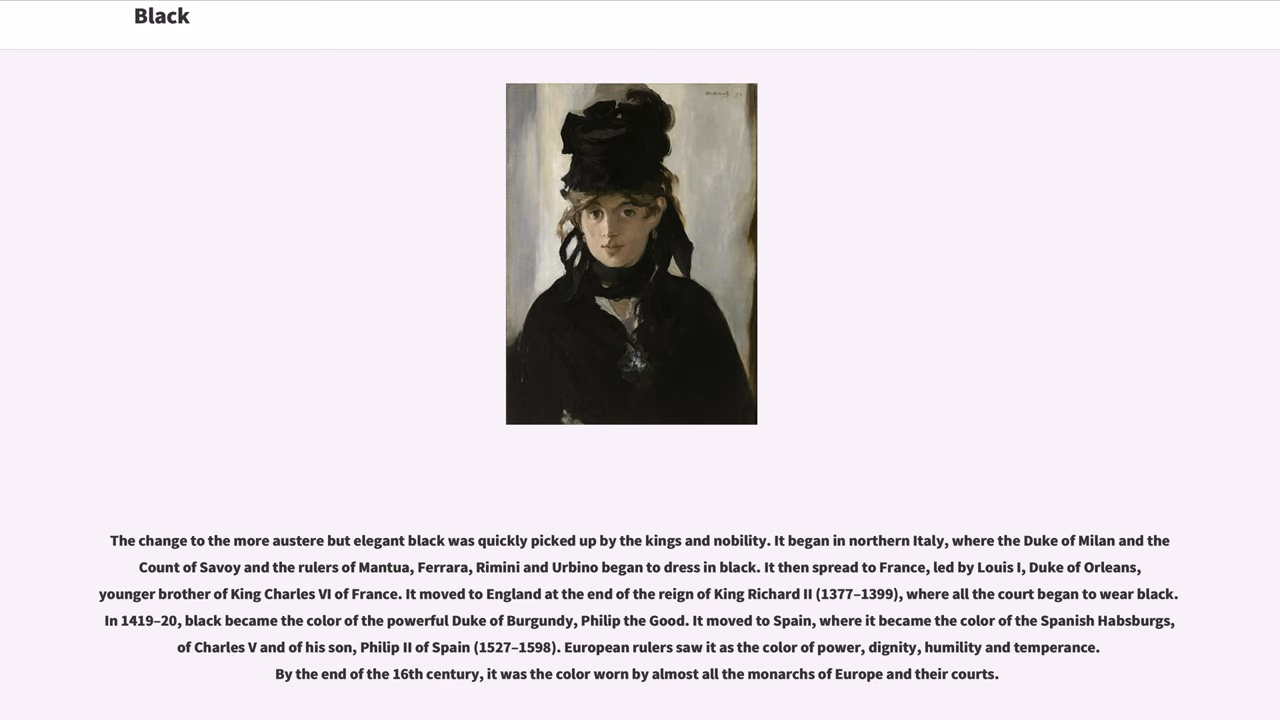 Black
The change to the more austere but elegant black was quickly picked up by the kings and nobility. It began in northern Italy, where the Duke of Milan and the
Count of Savoy and the rulers of Mantua, Ferrara, Rimini and Urbino began to dress in black. It then spread to France, led by Louis I, Duke of Orleans,
younger brother of King Charles VI of France. It moved to England at the end of the reign of King Richard II (1377–1399), where all the court began to wear black.
In 1419–20, black became the color of the powerful Duke of Burgundy, Philip the Good. It moved to Spain, where it became the color of the Spanish Habsburgs,
of Charles V and of his son, Philip II of Spain (1527–1598). European rulers saw it as the color of power, dignity, humility and temperance.
By the end of the 16th century, it was the color worn by almost all the monarchs of Europe and their courts.